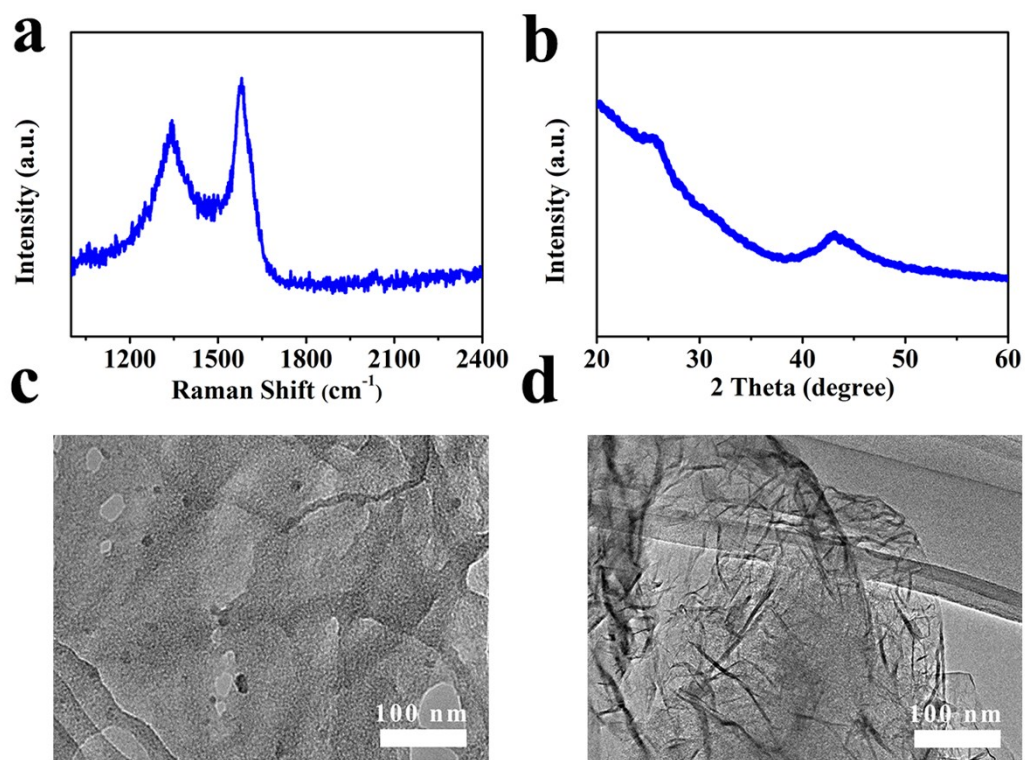 a
b
Intensity (a.u.)
Intensity (a.u.)
1200 1500 1800 2100 2400
20 30 40 50 60
Raman Shift (cm-1)
2 Theta (degree)
c
d
100 nm
100 nm